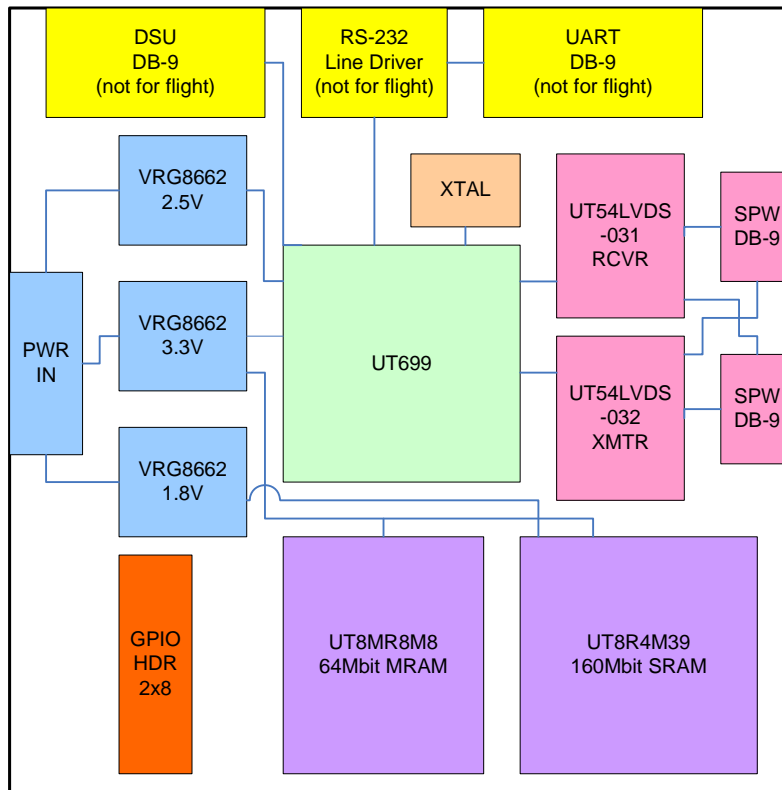 DSU
DB-9
(not for flight)
RS-232
Line Driver
(not for flight)
UART
DB-9
(not for flight)
VRG8662
2.5V
XTAL
UT54LVDS
-031
RCVR
SPW
DB-9
PWR
IN
VRG8662
3.3V
UT699
UT54LVDS
-032
XMTR
SPW
DB-9
VRG8662
1.8V
GPIO
HDR
2x8
UT8MR8M8
64Mbit MRAM
UT8R4M39
160Mbit SRAM